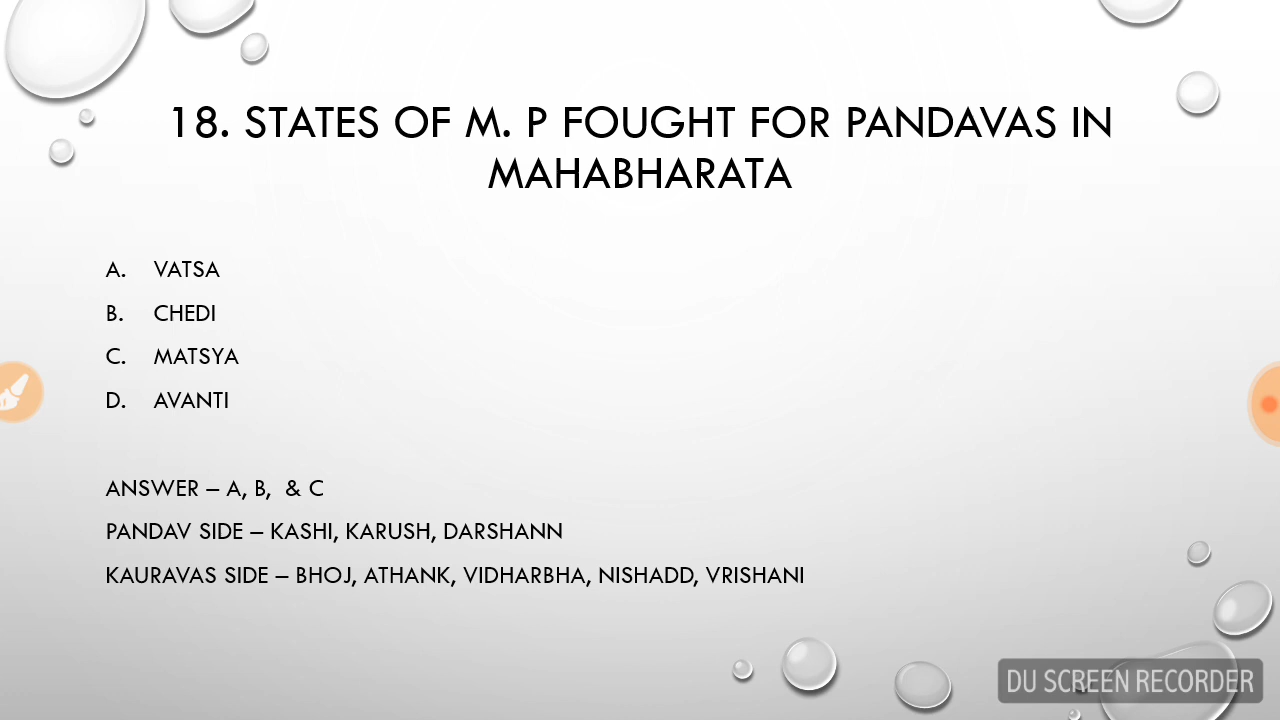 18. STATES OF M. P FOUGHT FOR PANDAVAS IN
MAHABHARATA
A. VATSA
B. CHEDI
C. MATSYA
D. AVANTI
ANSWER – A, B,  & C
PANDAV SIDE – KASHI, KARUSH, DARSHANN
KAURAVAS SIDE – BHOJ, ATHANK, VIDHARBHA, NISHADD, VRISHANI
DU SCREEN RECORDER